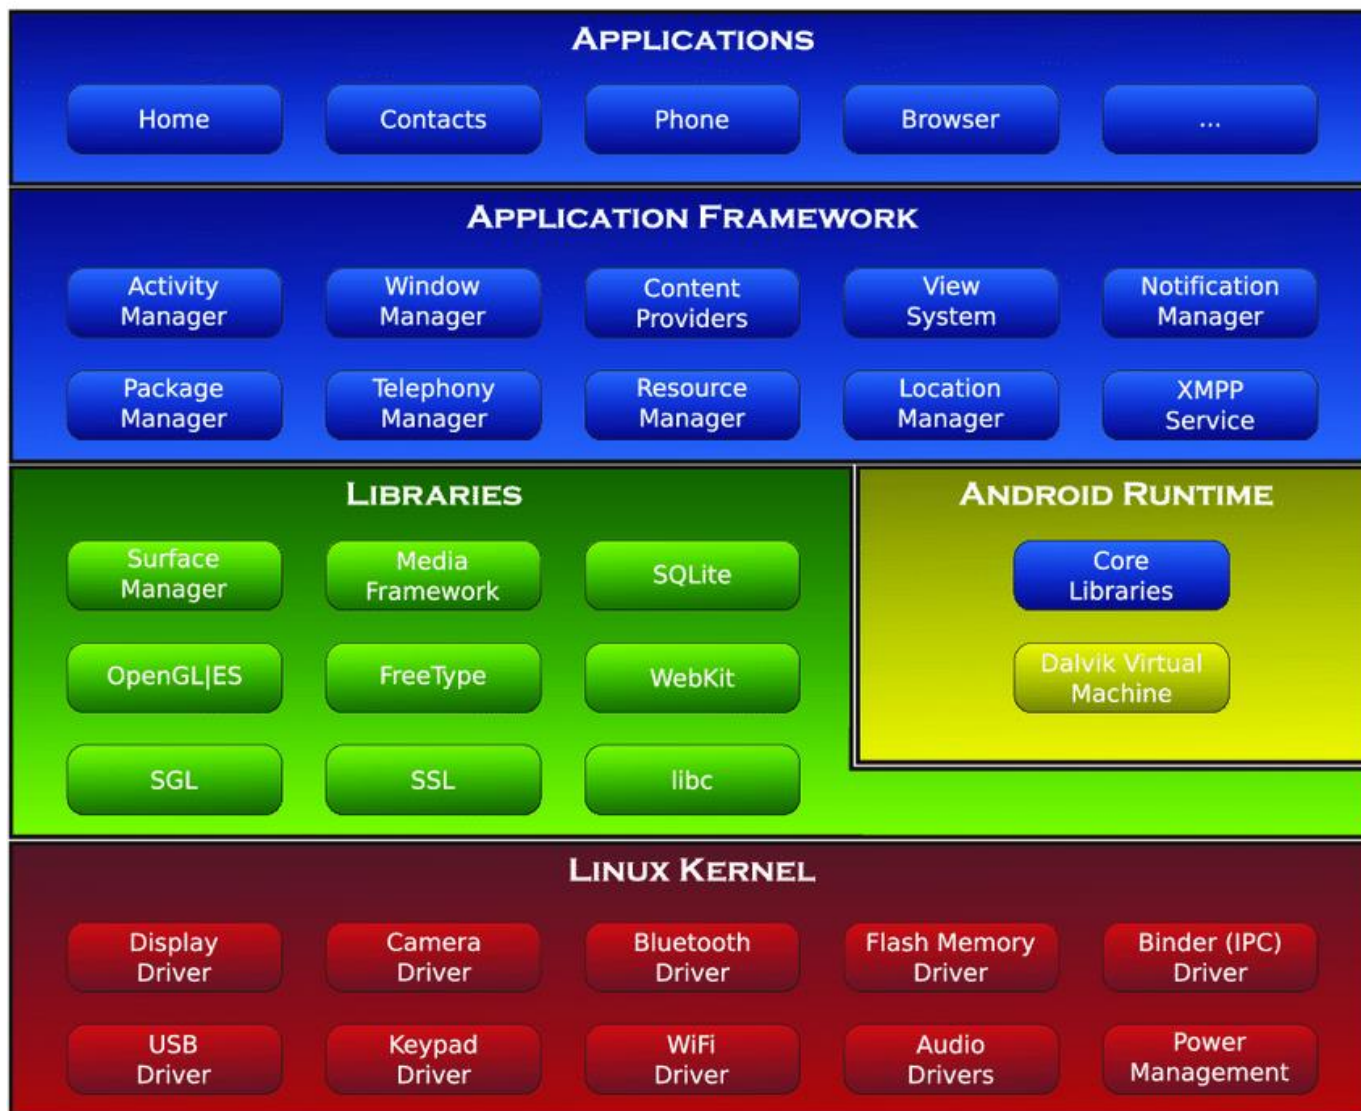 APPLICATIONS
Home
Contacts
Phone
Browser
...
APPLICATION FRAMEWORK
Activity
Manager
Window
Manager
Content
Providers
View
System
Notification
Manager
Package
Manager
Telephony
Manager
Resource
Manager
Location
Manager
XMPP
Service
LIBRARIES
Surface
Manager
Media
Framework
SQLite
OpenGL|ES
FreeType
WebKit
SGL
SSL
libc
ANDROID RUNTIME
Core
Libraries
Dalvik Virtual
Machine
LINUX KERNEL
Display
Driver
Camera
Driver
Bluetooth
Driver
Flash Memory
Driver
Binder (IPC)
Driver
USB
Driver
Keypad
Driver
WiFi
Driver
Audio
Drivers
Power
Management